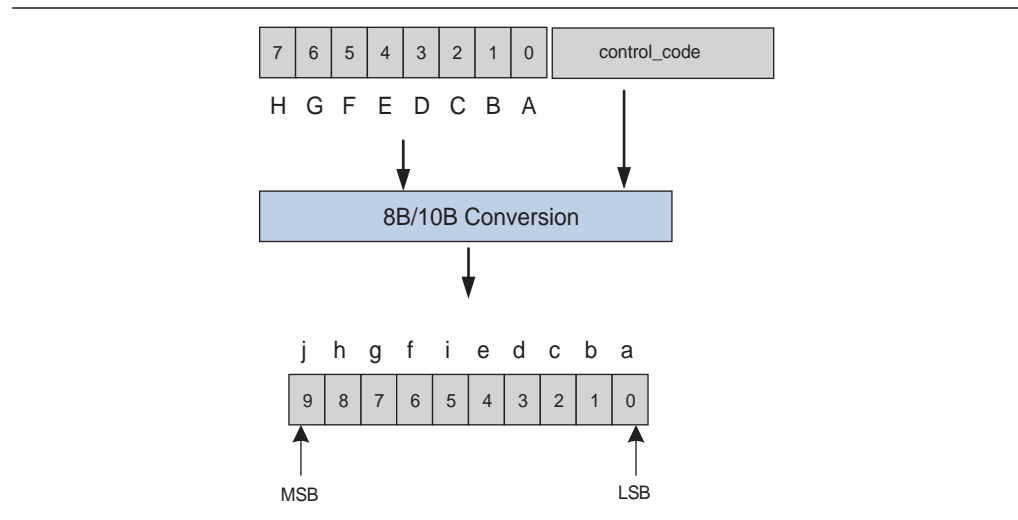 7 6 5 4 3 2 1 0 control_code
H G F E D C B A
8B/10B Conversion
j h g f i e d c b a
9 8 7 6 5 4 3 2 1 0
MSB LSB